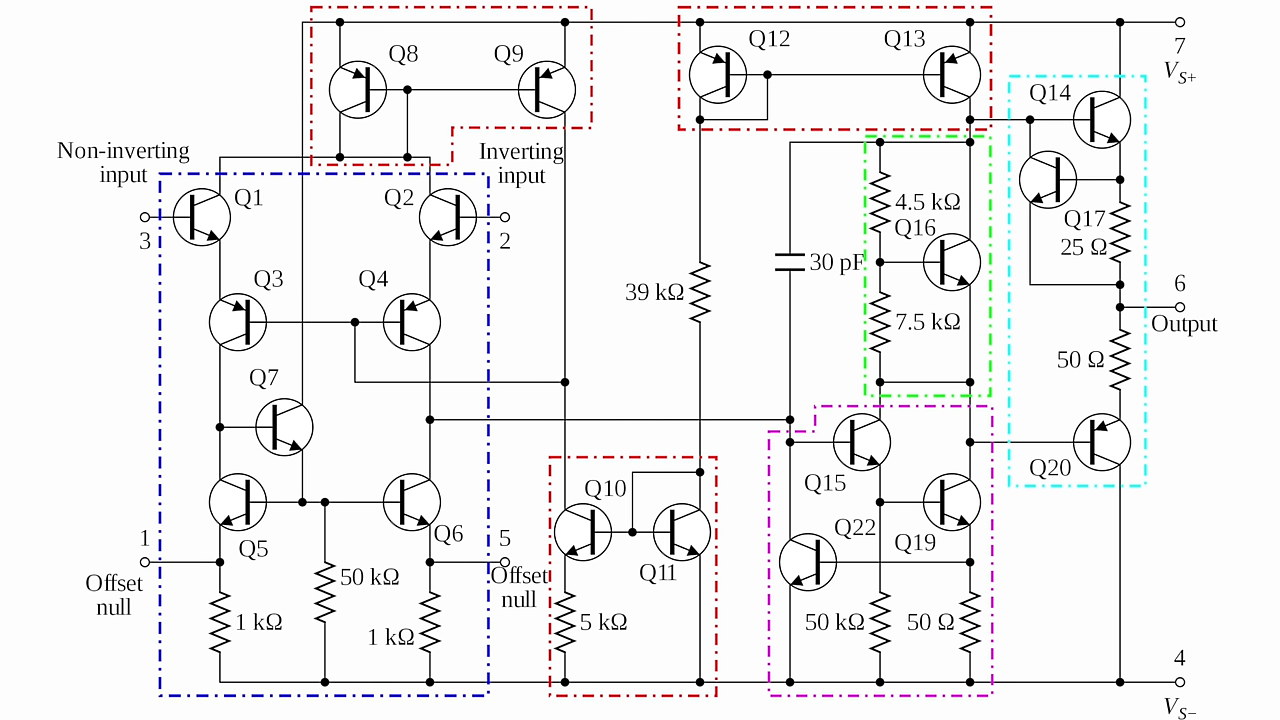 Q8
Q9
Q12
Q13
7
V_S+
Q14
Non-inverting
input
Inverting
input
Q1
Q2
3
2
4.5 kΩ
Q16
Q17
25 Ω
30 pF
Q3
Q4
39 kΩ
7.5 kΩ
6
Output
50 Ω
Q7
Q15
Q20
Q10
Q22
Q19
1
Q5
Q6
5
Offset
null
Offset
null
50 kΩ
Q11
1 kΩ
1 kΩ
5 kΩ
50 kΩ
50 Ω
4
V_S−